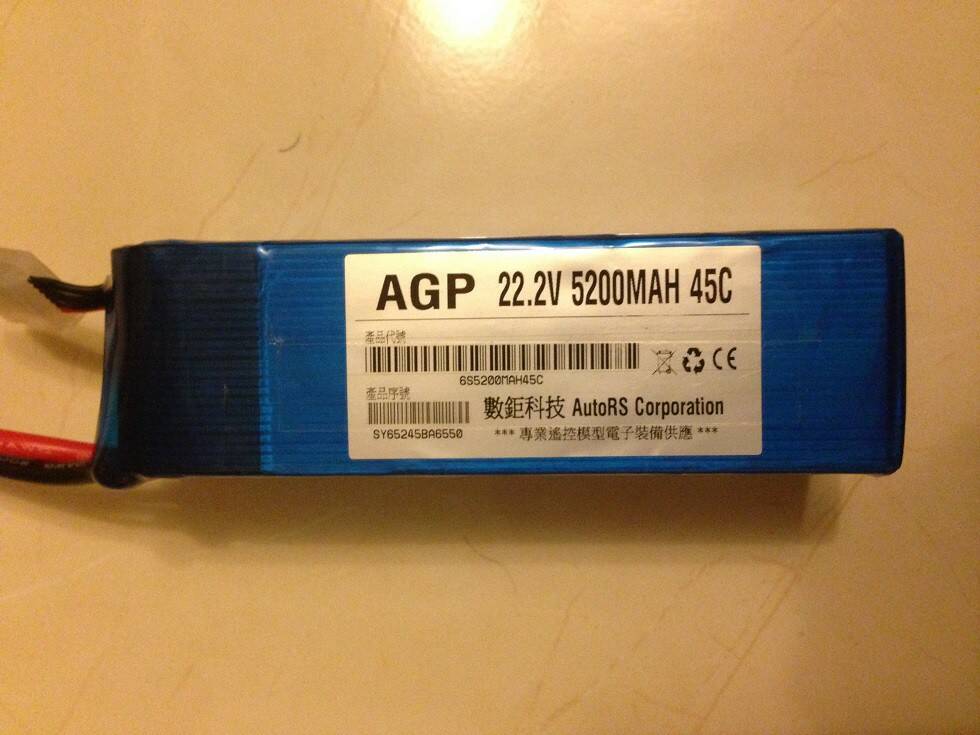 AGP 22.2V 5200MAH 45C
產品代號
6S5200MAH45C
產品序號
SY65245BA6550
數鉅科技 AutoRS Corporation
*** 專業遙控模型電子裝備供應 ***
CE